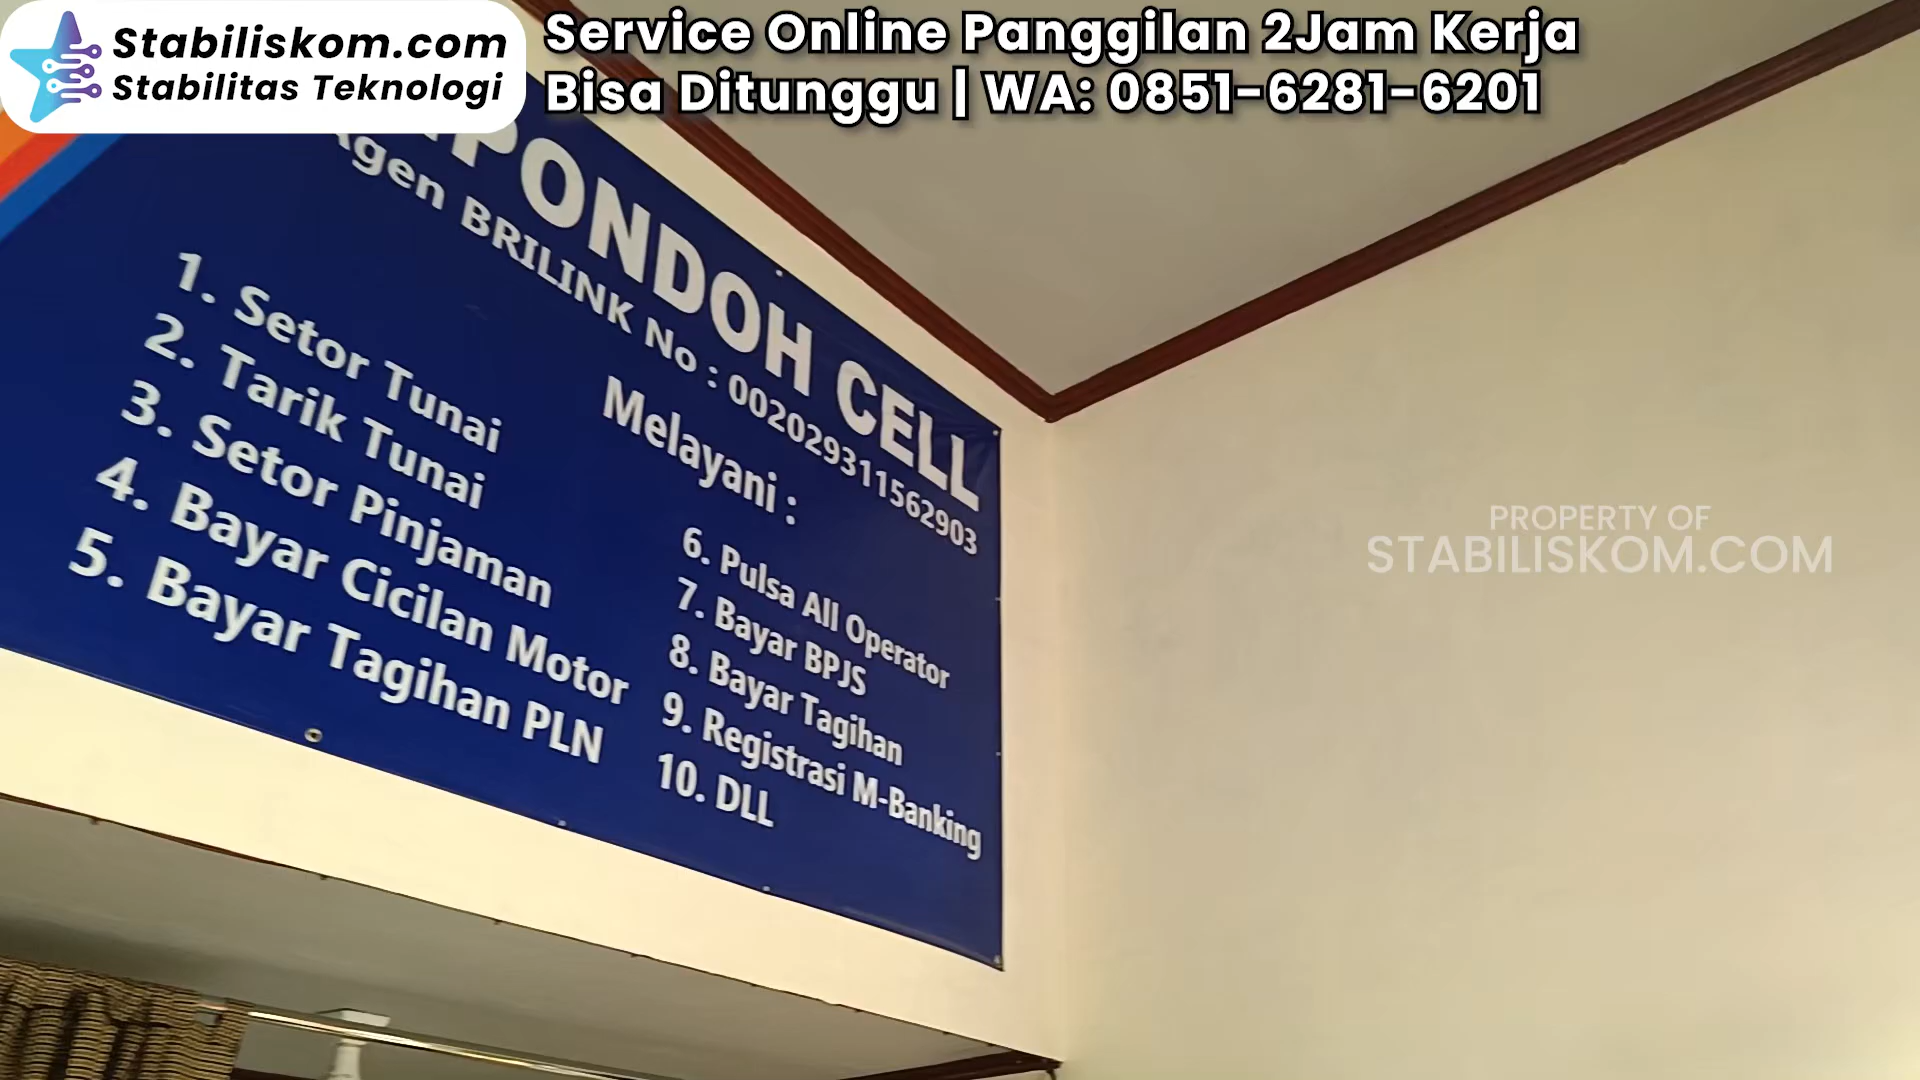 Stabiliskom.com
Stabilitas Teknologi
Service Online Panggilan 2Jam Kerja
Bisa Ditunggu | WA: 0851-6281-6201
PONDOH CELL
Agen BRILINK No : 002029311562903
Melayani :
1. Setor Tunai
2. Tarik Tunai
3. Setor Pinjaman
4. Bayar Cicilan Motor
5. Bayar Tagihan PLN
6. Pulsa All Operator
7. Bayar BPJS
8. Bayar Tagihan
9. Registrasi M-Banking
10. DLL
PROPERTY OF
STABILISKOM.COM